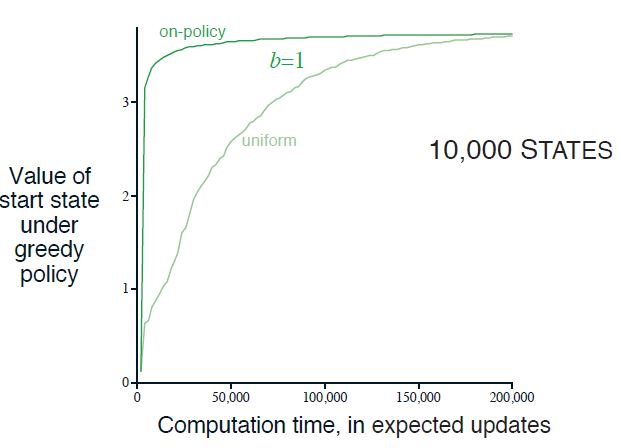 on-policy
b=1
3
uniform
10,000 STATES
Value of
start state
under
greedy
policy
2
1
0
0 50,000 100,000 150,000 200,000
Computation time, in expected updates